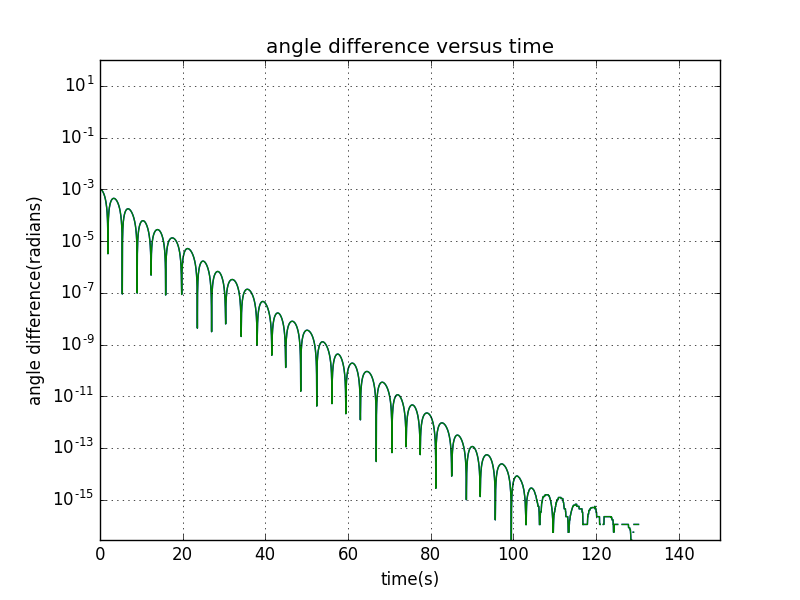 angle difference versus time
angle difference(radians)
10^1
10^-1
10^-3
10^-5
10^-7
10^-9
10^-11
10^-13
10^-15
0 20 40 60 80 100 120 140
time(s)